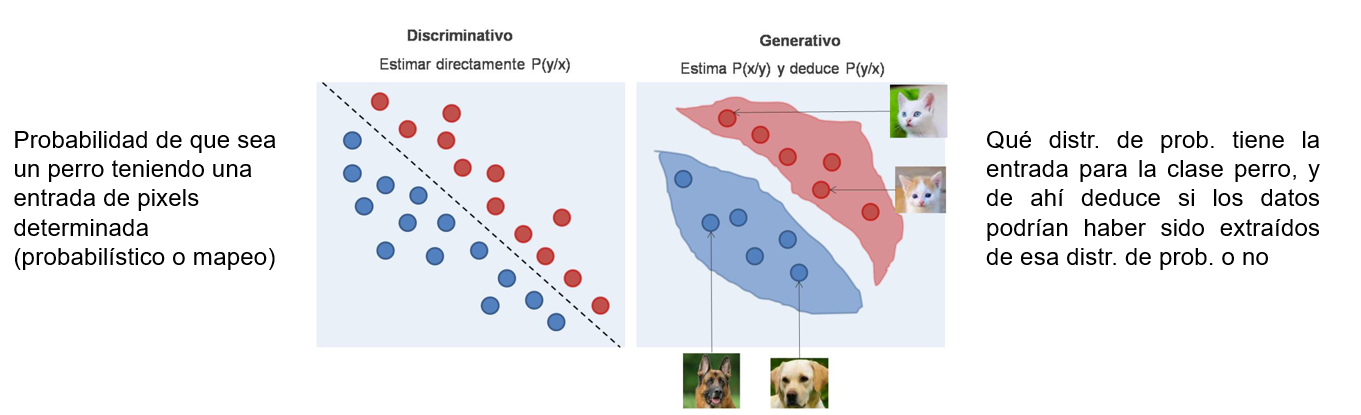 Probabilidad de que sea
un perro teniendo una
entrada de pixels
determinada
(probabilístico o mapeo)
Discriminativo
Estimar directamente P(y/x)
Generativo
Estima P(x/y) y deduce P(y/x)
Qué distr. de prob. tiene la
entrada para la clase perro, y
de ahí deduce si los datos
podrían haber sido extraídos
de esa distr. de prob. o no